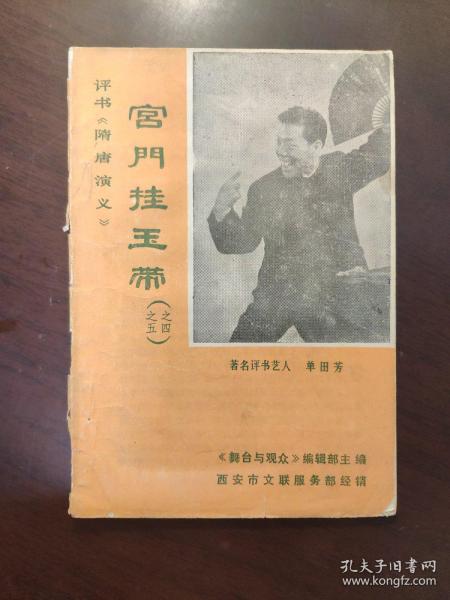 评书《隋唐演义》
宫門挂玉带
（之四
之五）
著名评书艺人 单田芳
《舞台与观众》编辑部主编
西安市文联服务部经销
孔夫子旧书网
www.kongfz.com